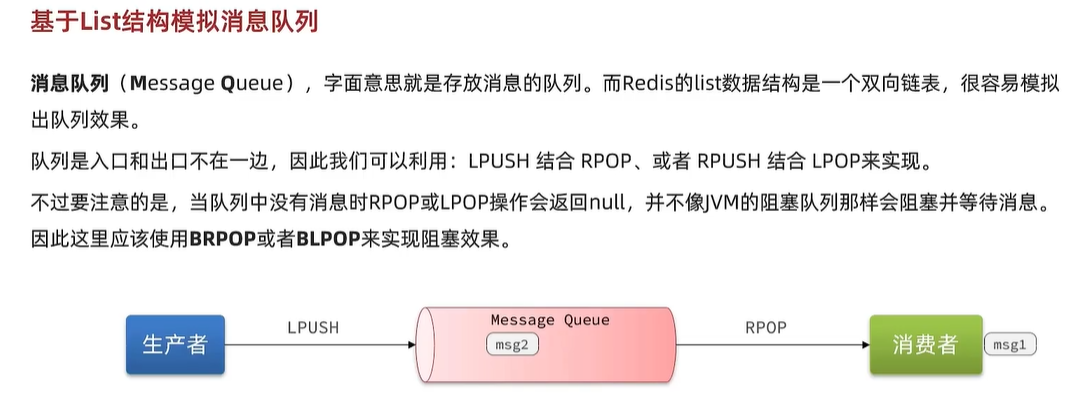 基于List结构模拟消息队列
消息队列（Message Queue），字面意思就是存放消息的队列。而Redis的list数据结构是一个双向链表，很容易模拟
出队列效果。
队列是入口和出口不在一边，因此我们可以利用：LPUSH 结合 RPOP、或者 RPUSH 结合 LPOP来实现。
不过要注意的是，当队列中没有消息时RPOP或LPOP操作会返回null，并不像JVM的阻塞队列那样会阻塞并等待消息。
因此这里应该使用BRPOP或者BLPOP来实现阻塞效果。
生产者
LPUSH
Message Queue
msg2
RPOP
消费者
msg1